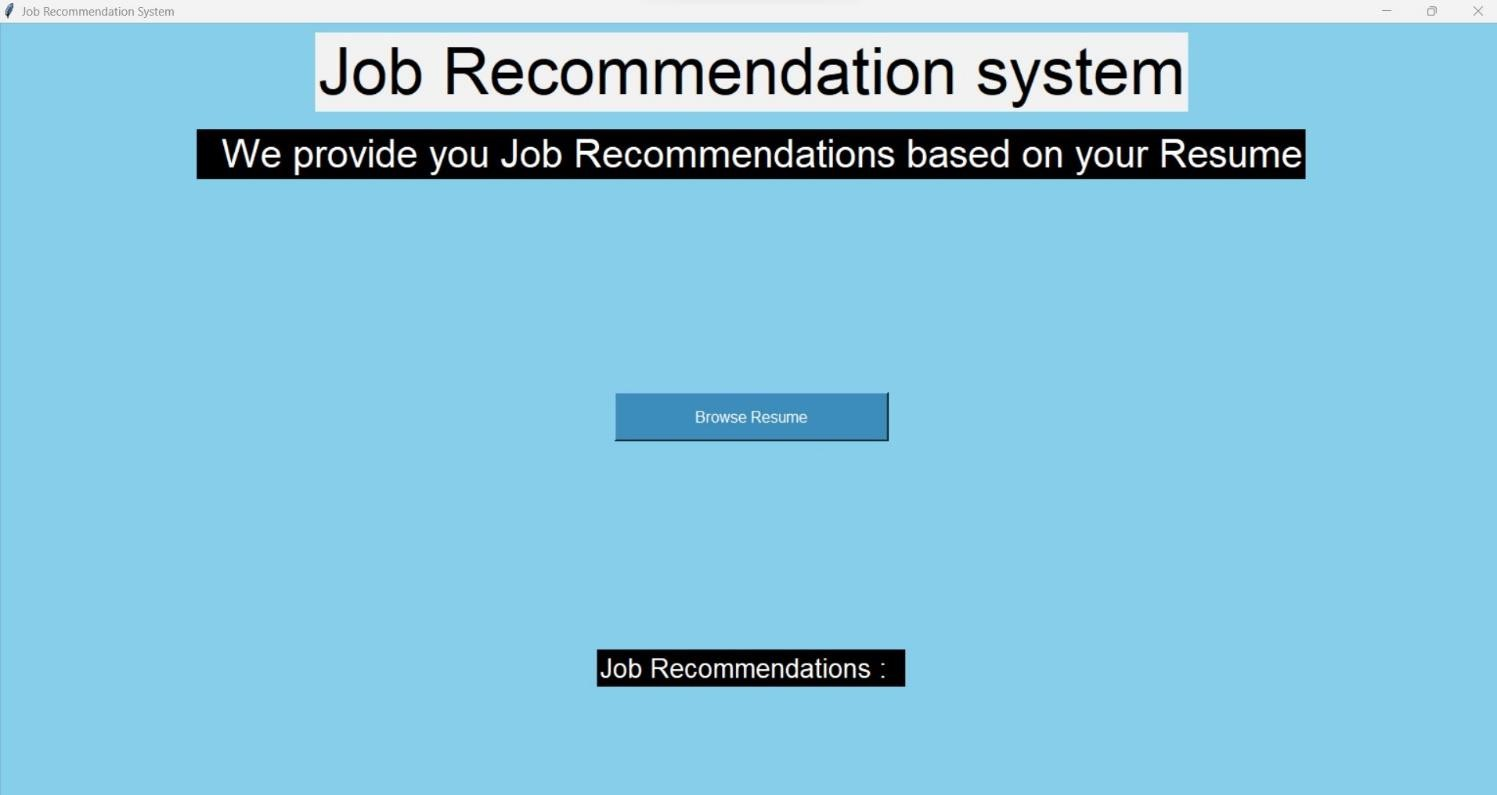 Job Recommendation System
Job Recommendation system
We provide you Job Recommendations based on your Resume
Browse Resume
Job Recommendations :